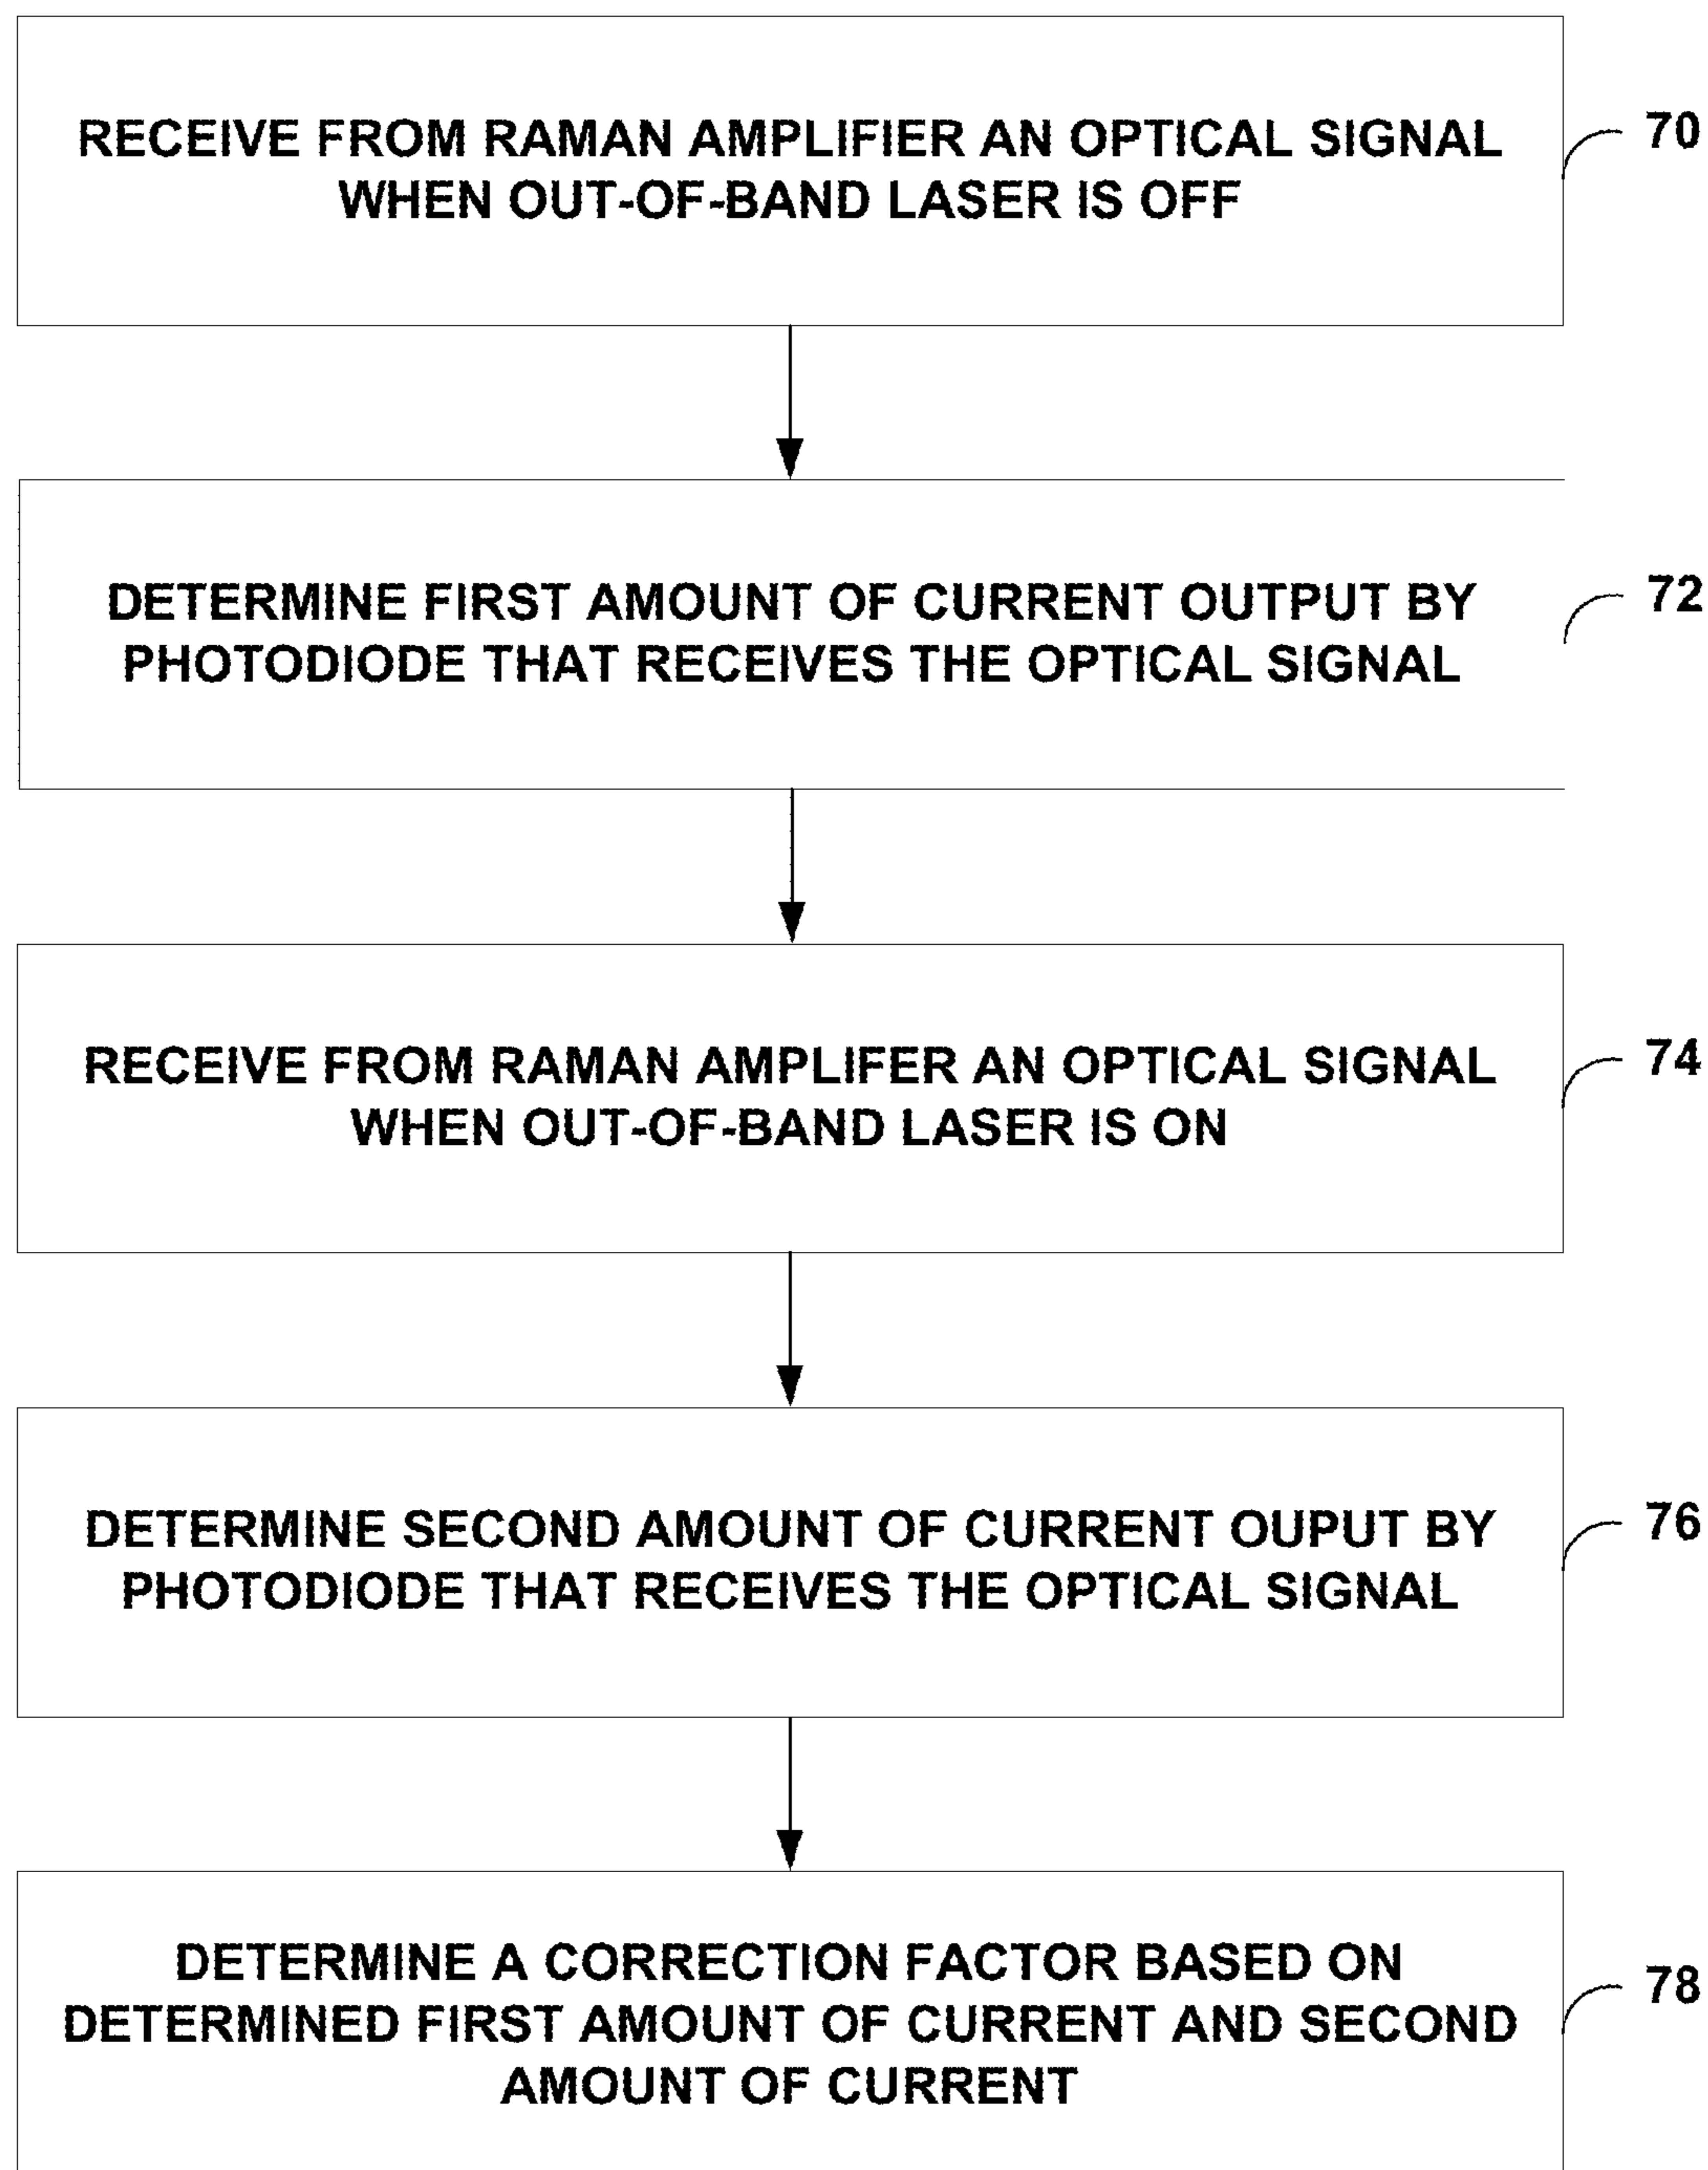 RECEIVE FROM RAMAN AMPLIFIER AN OPTICAL SIGNAL
WHEN OUT-OF-BAND LASER IS OFF
70
DETERMINE FIRST AMOUNT OF CURRENT OUTPUT BY
PHOTODIODE THAT RECEIVES THE OPTICAL SIGNAL
72
RECEIVE FROM RAMAN AMPLIFER AN OPTICAL SIGNAL
WHEN OUT-OF-BAND LASER IS ON
74
DETERMINE SECOND AMOUNT OF CURRENT OUPUT BY
PHOTODIODE THAT RECEIVES THE OPTICAL SIGNAL
76
DETERMINE A CORRECTION FACTOR BASED ON
DETERMINED FIRST AMOUNT OF CURRENT AND SECOND
AMOUNT OF CURRENT
78